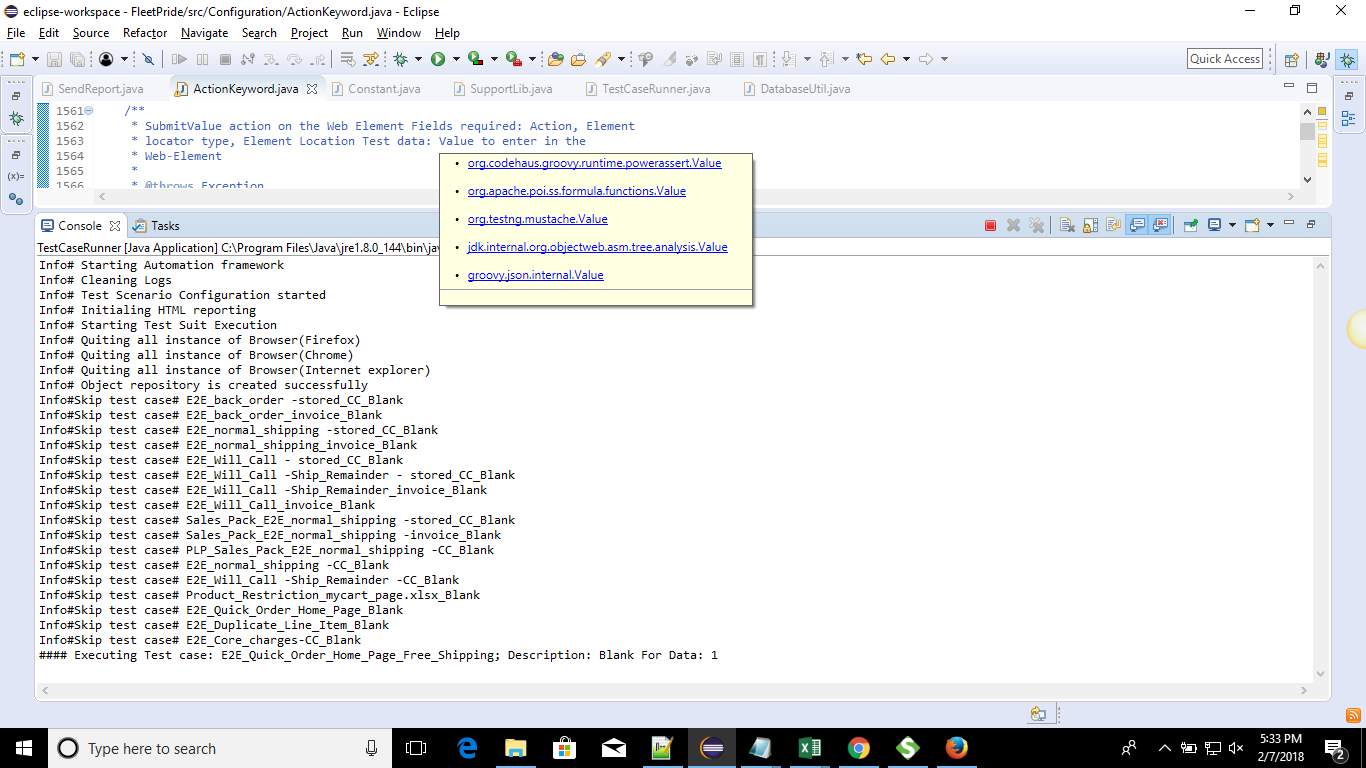 eclipse-workspace - FleetPride/src/Configuration/ActionKeyword.java - Eclipse
File Edit Source Refactor Navigate Search Project Run Window Help
Quick Access
SendReport.java ActionKeyword.java Constant.java SupportLib.java TestCaseRunner.java DatabaseUtil.java
1561 /**
1562 * SubmitValue action on the Web Element Fields required: Action, Element
1563 * locator type, Element Location Test data: Value to enter in the
1564 * Web-Element
1565 *
1566 * @throws Exception
• org.codehaus.groovy.runtime.powerassert.Value
• org.apache.poi.ss.formula.functions.Value
• org.testng.mustache.Value
• jdk.internal.org.objectweb.asm.tree.analysis.Value
• groovy.json.internal.Value
Console Tasks
TestCaseRunner [Java Application] C:\Program Files\Java\jre1.8.0_144\bin\jav
Info# Starting Automation framework
Info# Cleaning Logs
Info# Test Scenario Configuration started
Info# Initialing HTML reporting
Info# Starting Test Suit Execution
Info# Quiting all instance of Browser(Firefox)
Info# Quiting all instance of Browser(Chrome)
Info# Quiting all instance of Browser(Internet explorer)
Info# Object repository is created successfully
Info#Skip test case# E2E_back_order -stored_CC_Blank
Info#Skip test case# E2E_back_order_invoice_Blank
Info#Skip test case# E2E_normal_shipping -stored_CC_Blank
Info#Skip test case# E2E_normal_shipping_invoice_Blank
Info#Skip test case# E2E_Will_Call - stored_CC_Blank
Info#Skip test case# E2E_Will_Call -Ship_Remainder - stored_CC_Blank
Info#Skip test case# E2E_Will_Call -Ship_Remainder_invoice_Blank
Info#Skip test case# E2E_Will_Call_invoice_Blank
Info#Skip test case# Sales_Pack_E2E_normal_shipping -stored_CC_Blank
Info#Skip test case# Sales_Pack_E2E_normal_shipping -invoice_Blank
Info#Skip test case# PLP_Sales_Pack_E2E_normal_shipping -CC_Blank
Info#Skip test case# E2E_normal_shipping -CC_Blank
Info#Skip test case# E2E_Will_Call -Ship_Remainder -CC_Blank
Info#Skip test case# Product_Restriction_mycart_page.xlsx_Blank
Info#Skip test case# E2E_Quick_Order_Home_Page_Blank
Info#Skip test case# E2E_Duplicate_Line_Item_Blank
Info#Skip test case# E2E_Core_charges-CC_Blank
#### Executing Test case: E2E_Quick_Order_Home_Page_Free_Shipping; Description: Blank For Data: 1
Type here to search
5:33 PM
2/7/2018
2